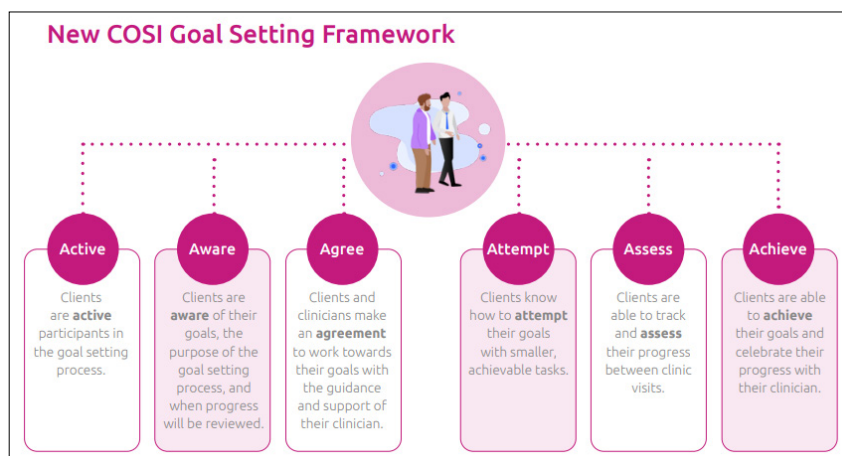 New COSI Goal Setting Framework
Active
Clients
are active
participants in
the goal setting
process.
Aware
Clients are
aware of their
goals, the
purpose of the
goal setting
process, and
when progress
will be reviewed.
Agree
Clients and
clinicians make
an agreement
to work towards
their goals with
the guidance
and support of
their clinician.
Attempt
Clients know
how to attempt
their goals
with smaller,
achievable tasks.
Assess
Clients are
able to track
and assess
their progress
between clinic
visits.
Achieve
Clients are able
to achieve
their goals and
celebrate their
progress with
their clinician.